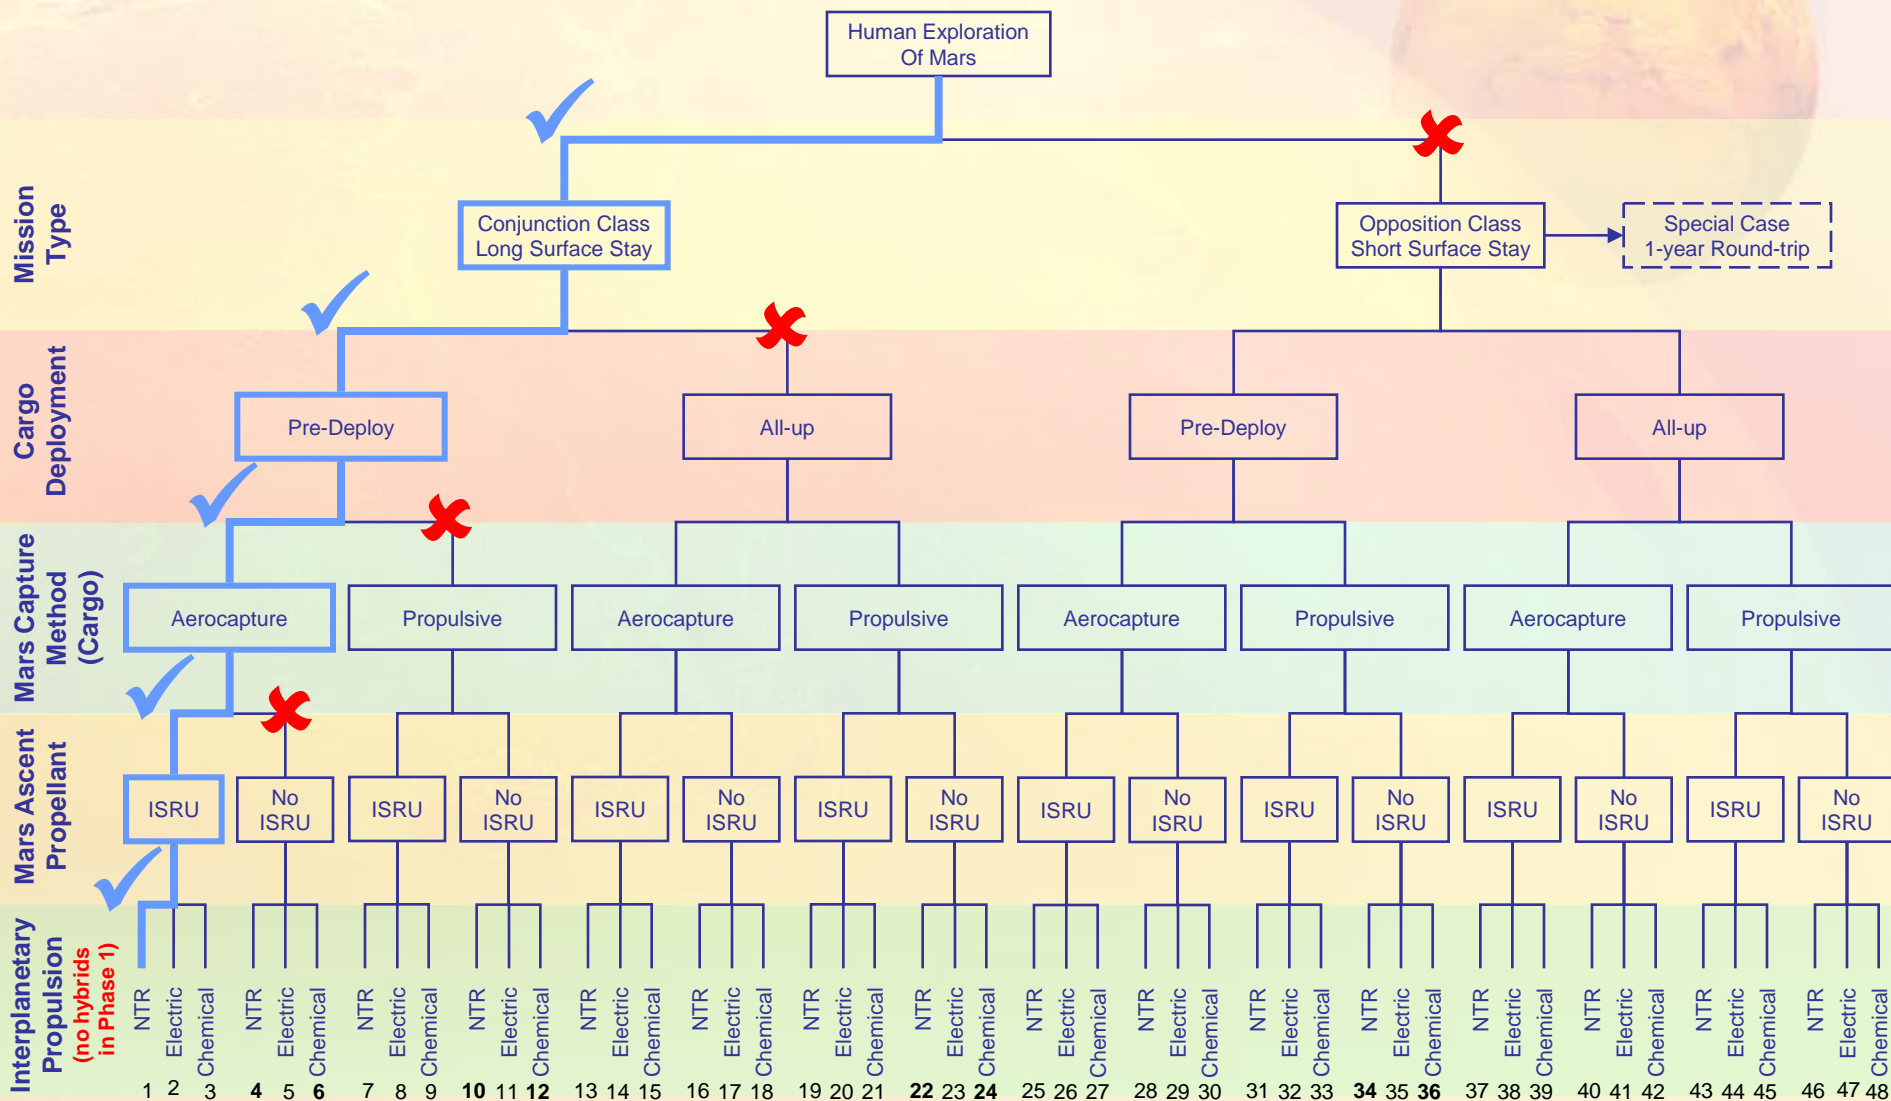 Human Exploration
Of Mars
Mission
Type
Conjunction Class
Long Surface Stay
Opposition Class
Short Surface Stay
Special Case
1-year Round-trip
Cargo
Deployment
Pre-Deploy
All-up
Pre-Deploy
All-up
Mars Capture
Method
(Cargo)
Aerocapture
Propulsive
Aerocapture
Propulsive
Aerocapture
Propulsive
Aerocapture
Propulsive
Mars Ascent
Propellant
ISRU
No
ISRU
ISRU
No
ISRU
ISRU
No
ISRU
ISRU
No
ISRU
ISRU
No
ISRU
ISRU
No
ISRU
ISRU
No
ISRU
ISRU
No
ISRU
Interplanetary
Propulsion
(no hybrids
in Phase 1)
NTR
Electric
Chemical
NTR
Electric
Chemical
NTR
Electric
Chemical
NTR
Electric
Chemical
NTR
Electric
Chemical
NTR
Electric
Chemical
NTR
Electric
Chemical
NTR
Electric
Chemical
NTR
Electric
Chemical
NTR
Electric
Chemical
NTR
Electric
Chemical
NTR
Electric
Chemical
NTR
Electric
Chemical
NTR
Electric
Chemical
NTR
Electric
Chemical
NTR
Electric
Chemical
1 2 3 4 5 6 7 8 9 10 11 12 13 14 15 16 17 18 19 20 21 22 23 24 25 26 27 28 29 30 31 32 33 34 35 36 37 38 39 40 41 42 43 44 45 46 47 48